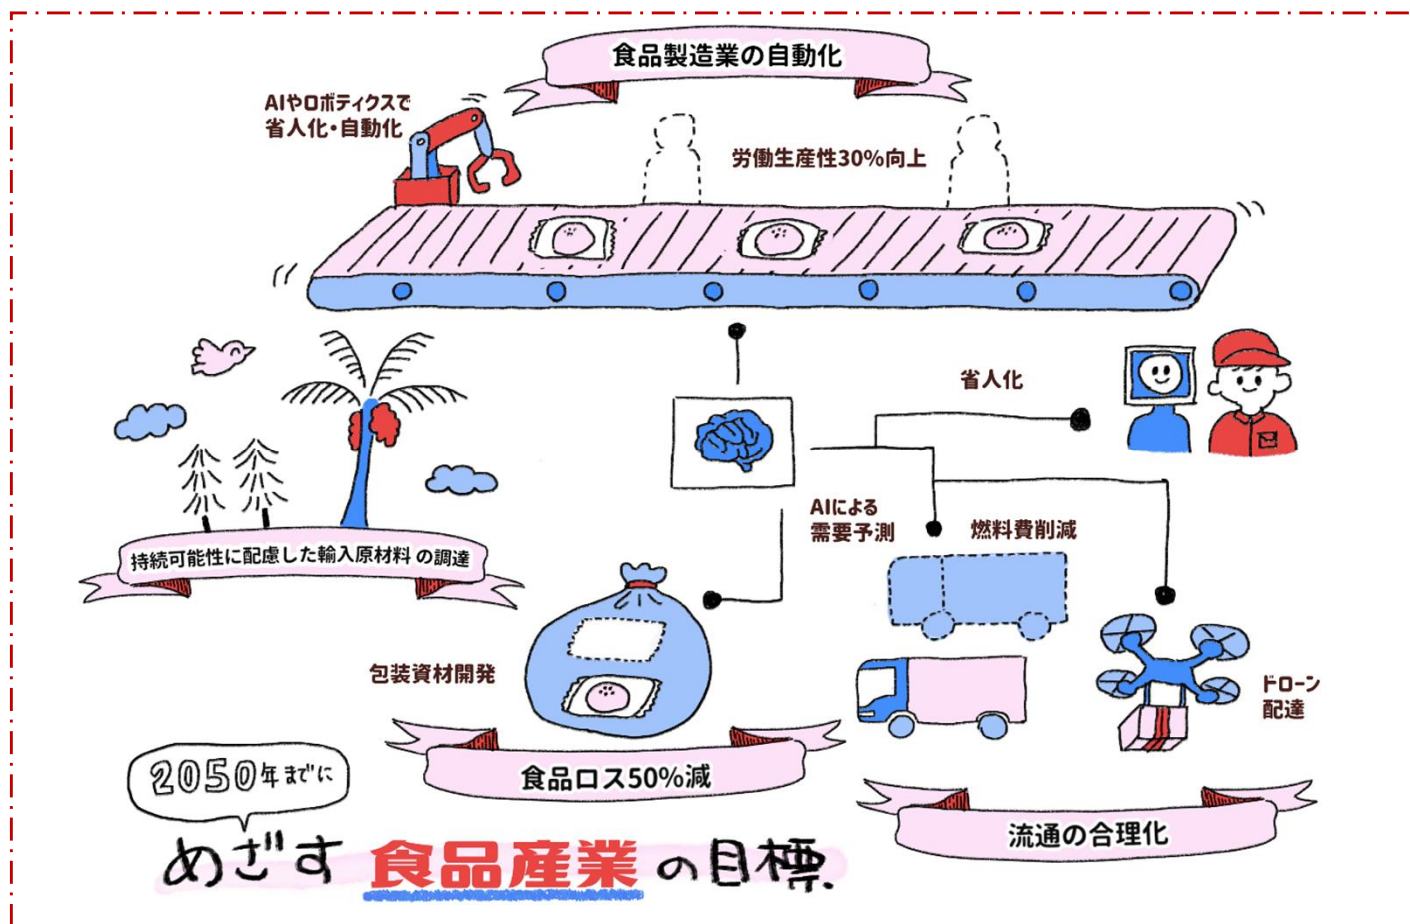 食品製造業の自動化
AIやロボティクスで
省人化・自動化
労働生産性30%向上
省人化
AIによる
需要予測
燃料費削減
持続可能性に配慮した輸入原材料の調達
包装資材開発
ドローン
配達
食品ロス50%減
流通の合理化
2050年までに
めざす食品産業の目標